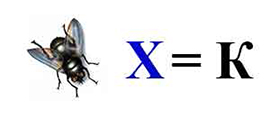 Х = К